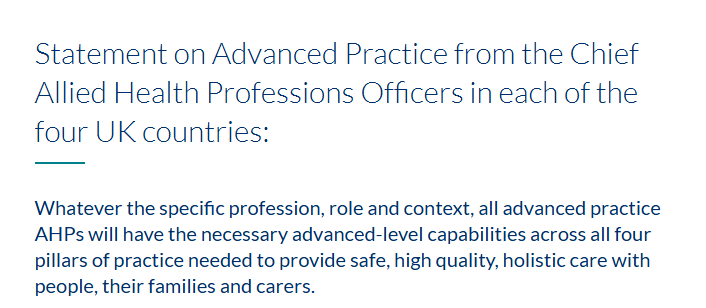 Statement on Advanced Practice from the Chief
Allied Health Professions Officers in each of the
four UK countries:
Whatever the specific profession, role and context, all advanced practice
AHPs will have the necessary advanced-level capabilities across all four
pillars of practice needed to provide safe, high quality, holistic care with
people, their families and carers.